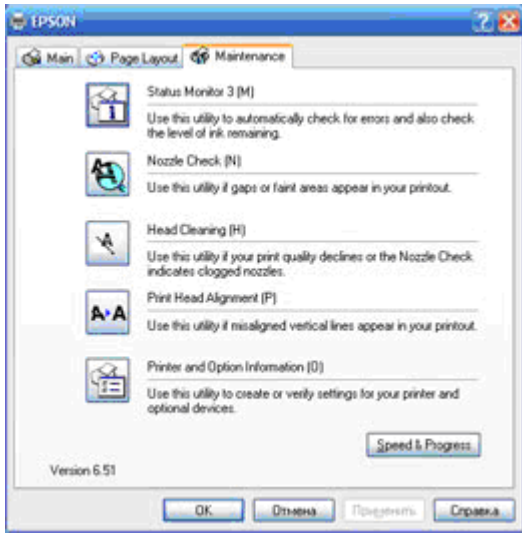 EPSON
Main
Page Layout
Maintenance
Status Monitor 3 (M)
Use this utility to automatically check for errors and also check
the level of ink remaining.
Nozzle Check (N)
Use this utility if gaps or faint areas appear in your printout.
Head Cleaning (H)
Use this utility if your print quality declines or the Nozzle Check
indicates clogged nozzles.
Print Head Alignment (P)
Use this utility if misaligned vertical lines appear in your printout.
Printer and Option Information (O)
Use this utility to create or verify settings for your printer and
optional devices.
Speed & Progress
Version 6.51
OK
Отмена
Применить
Справка